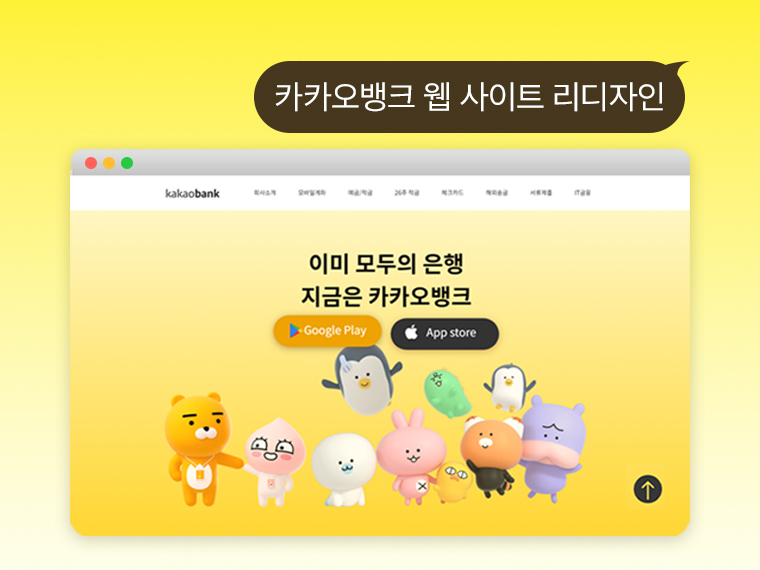 카카오뱅크 웹 사이트 리디자인
kakaobank
회사소개
모바일계좌
예금/적금
26주 적금
체크카드
해외송금
서류제출
IT금융
이미 모두의 은행
지금은 카카오뱅크
Google Play
App store